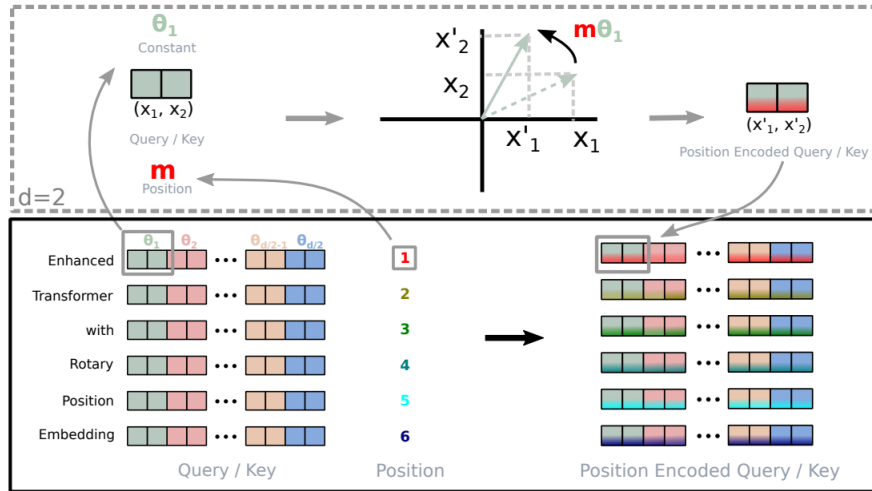 θ₁
Constant
(x₁, x₂)
Query / Key
m
Position
d=2
x'₂
x₂
x'₁
x₁
mθ₁
(x'₁, x'₂)
Position Encoded Query / Key
θ₁ θ₂ θd/2-1 θd/2
Enhanced ••• 1 •••
Transformer ••• 2 •••
with ••• 3 •••
Rotary ••• 4 •••
Position ••• 5 •••
Embedding ••• 6 •••
Query / Key Position Position Encoded Query / Key